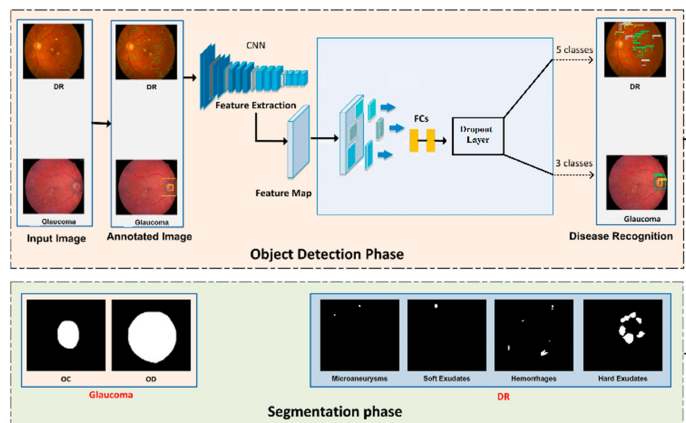 CNN
5 classes
DR
DR
DR
Feature Extraction
FCs
Dropout
Layer
Feature Map
3 classes
Glaucoma
Glaucoma
Glaucoma
Input Image
Annotated Image
Disease Recognition
Object Detection Phase
OC
OD
Microaneurysms
Soft Exudates
Hemorrhages
Hard Exudates
Glaucoma
DR
Segmentation phase